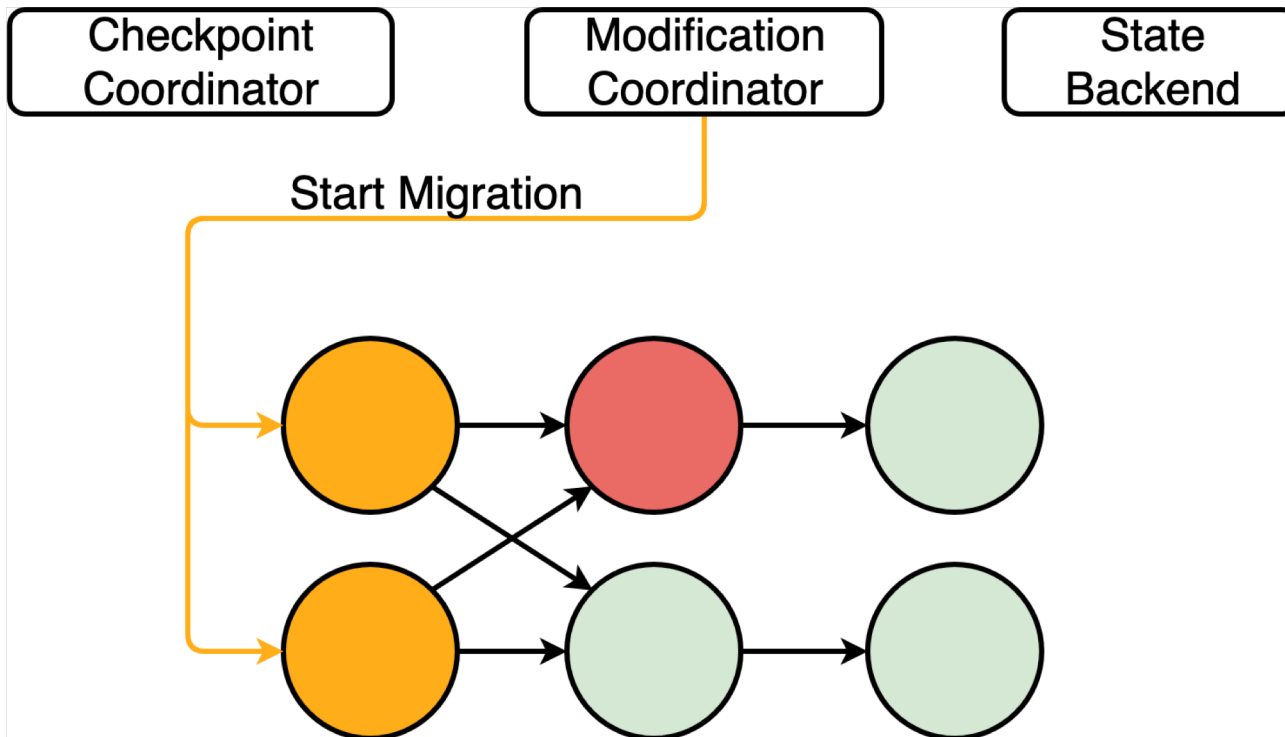 Checkpoint
Coordinator
Modification
Coordinator
State
Backend
Start Migration